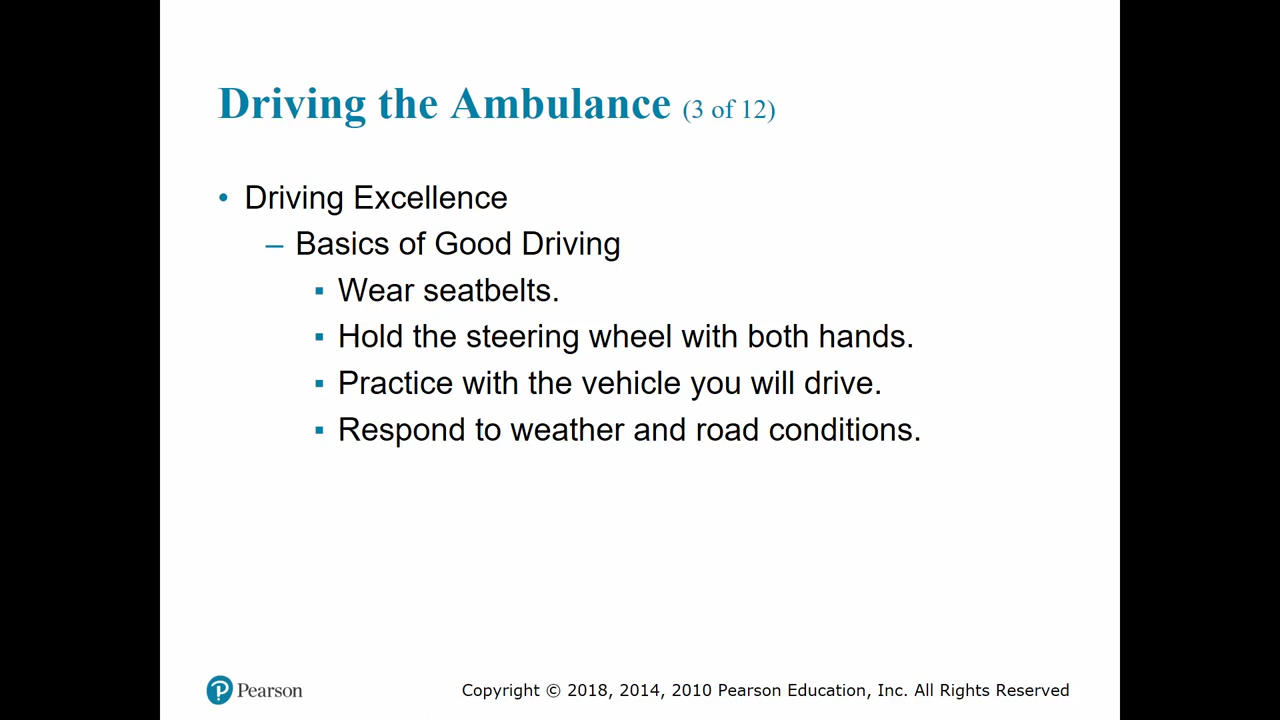 Driving the Ambulance (3 of 12)
• Driving Excellence
– Basics of Good Driving
▪ Wear seatbelts.
▪ Hold the steering wheel with both hands.
▪ Practice with the vehicle you will drive.
▪ Respond to weather and road conditions.
P Pearson
Copyright © 2018, 2014, 2010 Pearson Education, Inc. All Rights Reserved